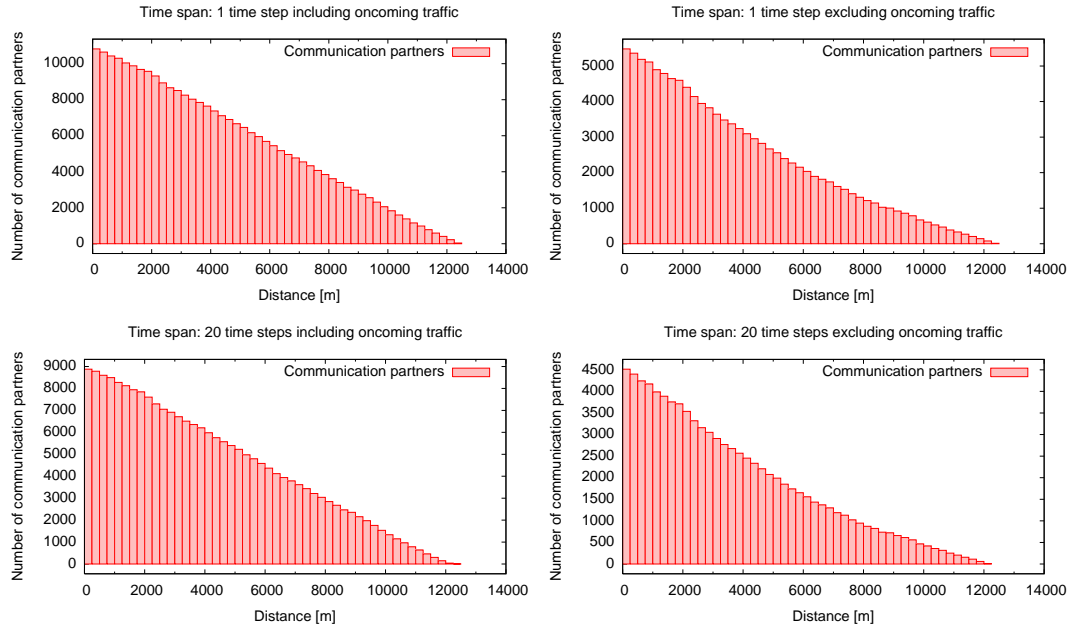 Time span: 1 time step including oncoming traffic
Number of communication partners
10000
8000
6000
4000
2000
0
Communication partners
0 2000 4000 6000 8000 10000 12000 14000
Distance [m]
Time span: 1 time step excluding oncoming traffic
Number of communication partners
5000
4000
3000
2000
1000
0
Communication partners
0 2000 4000 6000 8000 10000 12000 14000
Distance [m]
Time span: 20 time steps including oncoming traffic
Number of communication partners
9000
8000
7000
6000
5000
4000
3000
2000
1000
0
Communication partners
0 2000 4000 6000 8000 10000 12000 14000
Distance [m]
Time span: 20 time steps excluding oncoming traffic
Number of communication partners
4500
4000
3500
3000
2500
2000
1500
1000
500
0
Communication partners
0 2000 4000 6000 8000 10000 12000 14000
Distance [m]